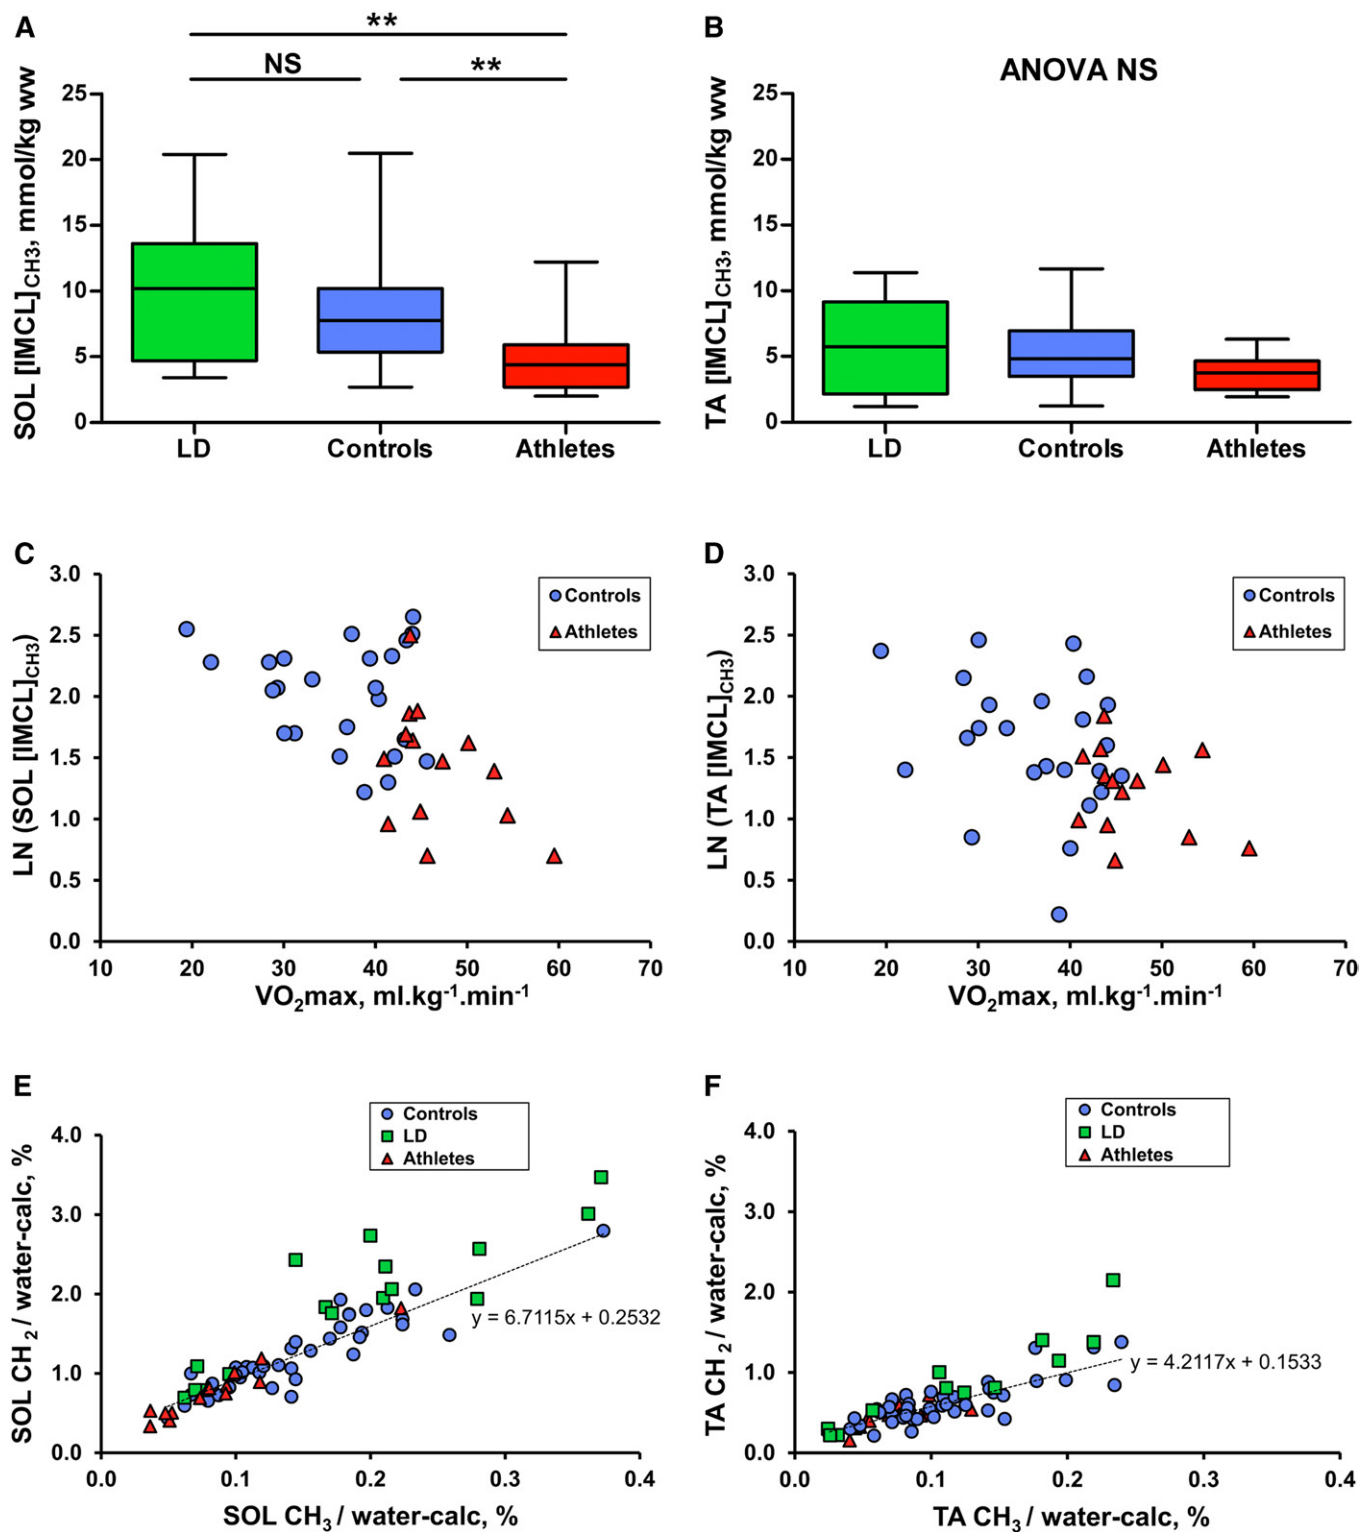 A
**
NS
**
SOL [IMCL]CH3, mmol/kg ww
25
20
15
10
5
0
LD
Controls
Athletes
B
ANOVA NS
TA [IMCL]CH3, mmol/kg ww
25
20
15
10
5
0
LD
Controls
Athletes
C
LN (SOL [IMCL]CH3)
3.0
2.5
2.0
1.5
1.0
0.5
0.0
Controls
Athletes
10 20 30 40 50 60 70
VO2max, ml.kg-1.min-1
D
LN (TA [IMCL]CH3)
3.0
2.5
2.0
1.5
1.0
0.5
0.0
Controls
Athletes
10 20 30 40 50 60 70
VO2max, ml.kg-1.min-1
E
SOL CH2 / water-calc, %
4.0
3.0
2.0
1.0
0.0
Controls
LD
Athletes
y = 6.7115x + 0.2532
0.0 0.1 0.2 0.3 0.4
SOL CH3 / water-calc, %
F
TA CH2 / water-calc, %
4.0
3.0
2.0
1.0
0.0
Controls
LD
Athletes
y = 4.2117x + 0.1533
0.0 0.1 0.2 0.3 0.4
TA CH3 / water-calc, %